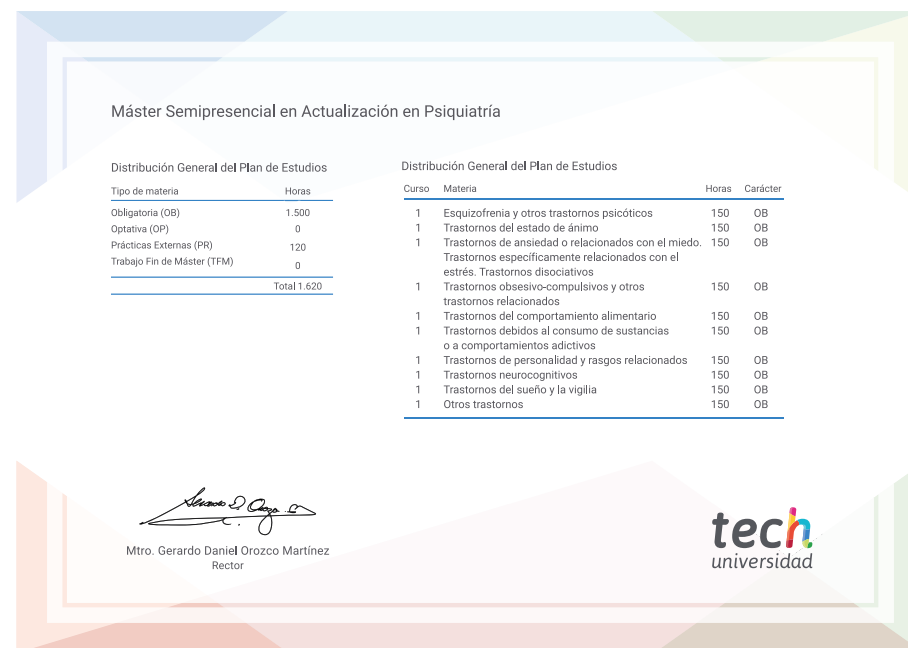 Máster Semipresencial en Actualización en Psiquiatría
Distribución General del Plan de Estudios
Tipo de materia Horas
Obligatoria (OB) 1.500
Optativa (OP) 0
Prácticas Externas (PR) 120
Trabajo Fin de Máster (TFM) 0
Total 1.620
Distribución General del Plan de Estudios
Curso Materia Horas Carácter
1 Esquizofrenia y otros trastornos psicóticos 150 OB
1 Trastornos del estado de ánimo 150 OB
1 Trastornos de ansiedad o relacionados con el miedo. 150 OB
Trastornos específicamente relacionados con el
estrés. Trastornos disociativos
1 Trastornos obsesivo-compulsivos y otros 150 OB
trastornos relacionados
1 Trastornos del comportamiento alimentario 150 OB
1 Trastornos debidos al consumo de sustancias 150 OB
o a comportamientos adictivos
1 Trastornos de personalidad y rasgos relacionados 150 OB
1 Trastornos neurocognitivos 150 OB
1 Trastornos del sueño y la vigilia 150 OB
1 Otros trastornos 150 OB
Mtro. Gerardo Daniel Orozco Martínez
Rector
tech
universidad